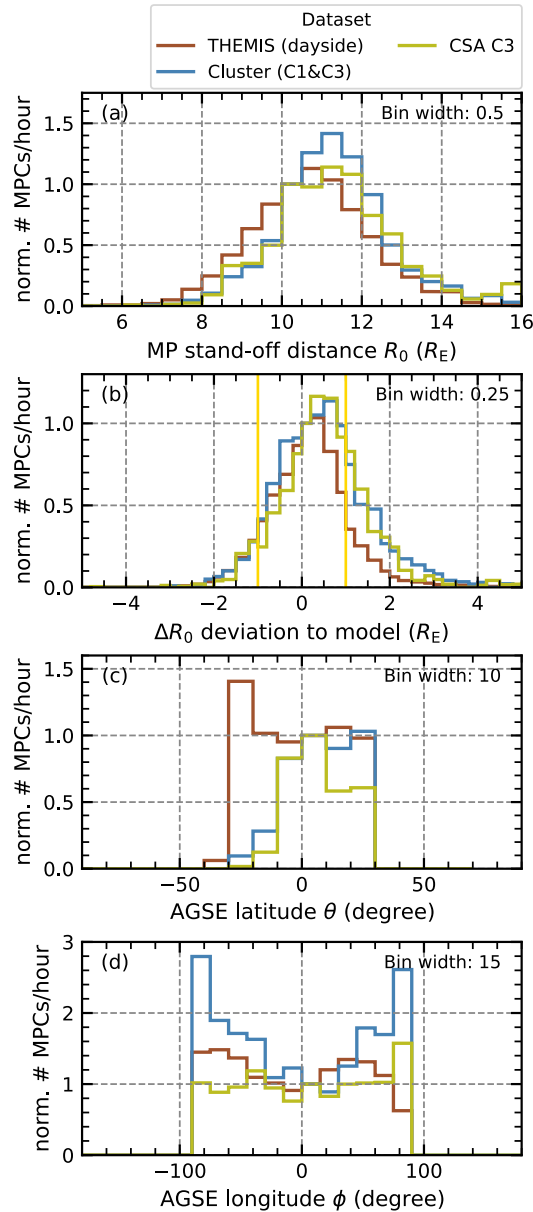 Dataset
THEMIS (dayside)
CSA C3
Cluster (C1&C3)
(a)
Bin width: 0.5
norm. # MPCs/hour
1.5
1.0
0.5
0.0
6 8 10 12 14 16
MP stand-off distance R0 (RE)
(b)
Bin width: 0.25
norm. # MPCs/hour
1.0
0.5
0.0
−4 −2 0 2 4
ΔR0 deviation to model (RE)
(c)
Bin width: 10
norm. # MPCs/hour
1.5
1.0
0.5
0.0
−50 0 50
AGSE latitude θ (degree)
(d)
Bin width: 15
norm. # MPCs/hour
3
2
1
0
−100 0 100
AGSE longitude ϕ (degree)